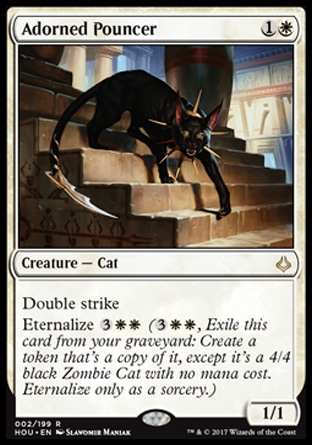 Adorned Pouncer 1
Creature — Cat
Double strike
Eternalize 3 (3, Exile this
card from your graveyard: Create a
token that's a copy of it, except it's a 4/4
black Zombie Cat with no mana cost.
Eternalize only as a sorcery.)
1/1
002/199 R
HOU • EN SLAWOMIR MANIAK ™ & © 2017 Wizards of the Coast